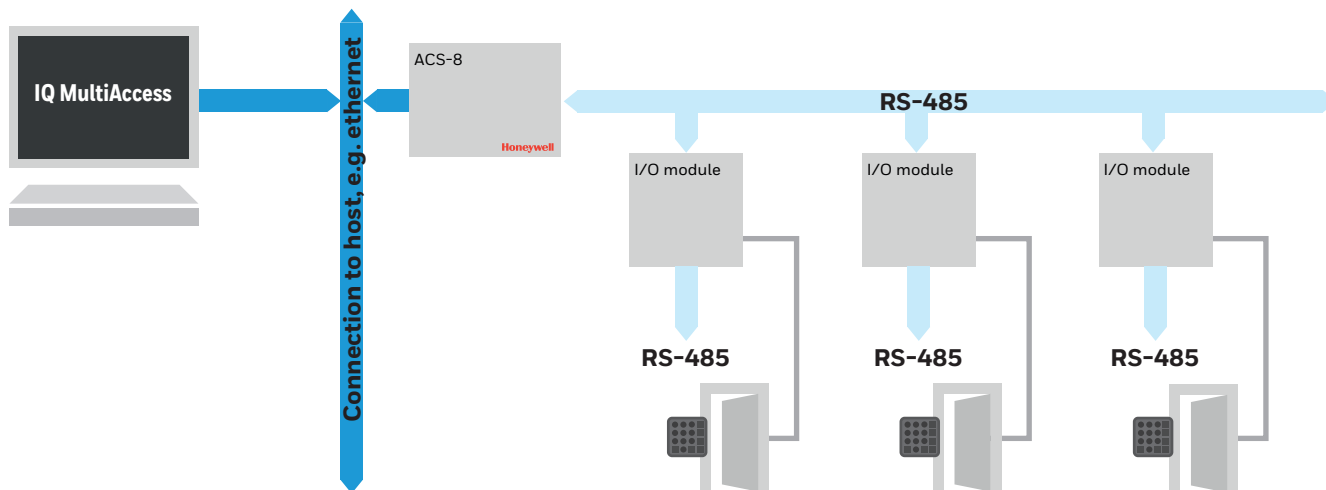 IQ MultiAccess
Connection to host, e.g. ethernet
ACS-8
Honeywell
RS-485
I/O module
I/O module
I/O module
RS-485
RS-485
RS-485